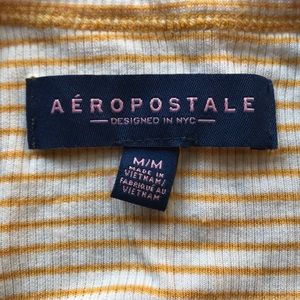 AÉROPOSTALE
DESIGNED IN NYC
M/M
MADE IN
VIETNAM/
FABRIQUÉ AU
VIETNAM